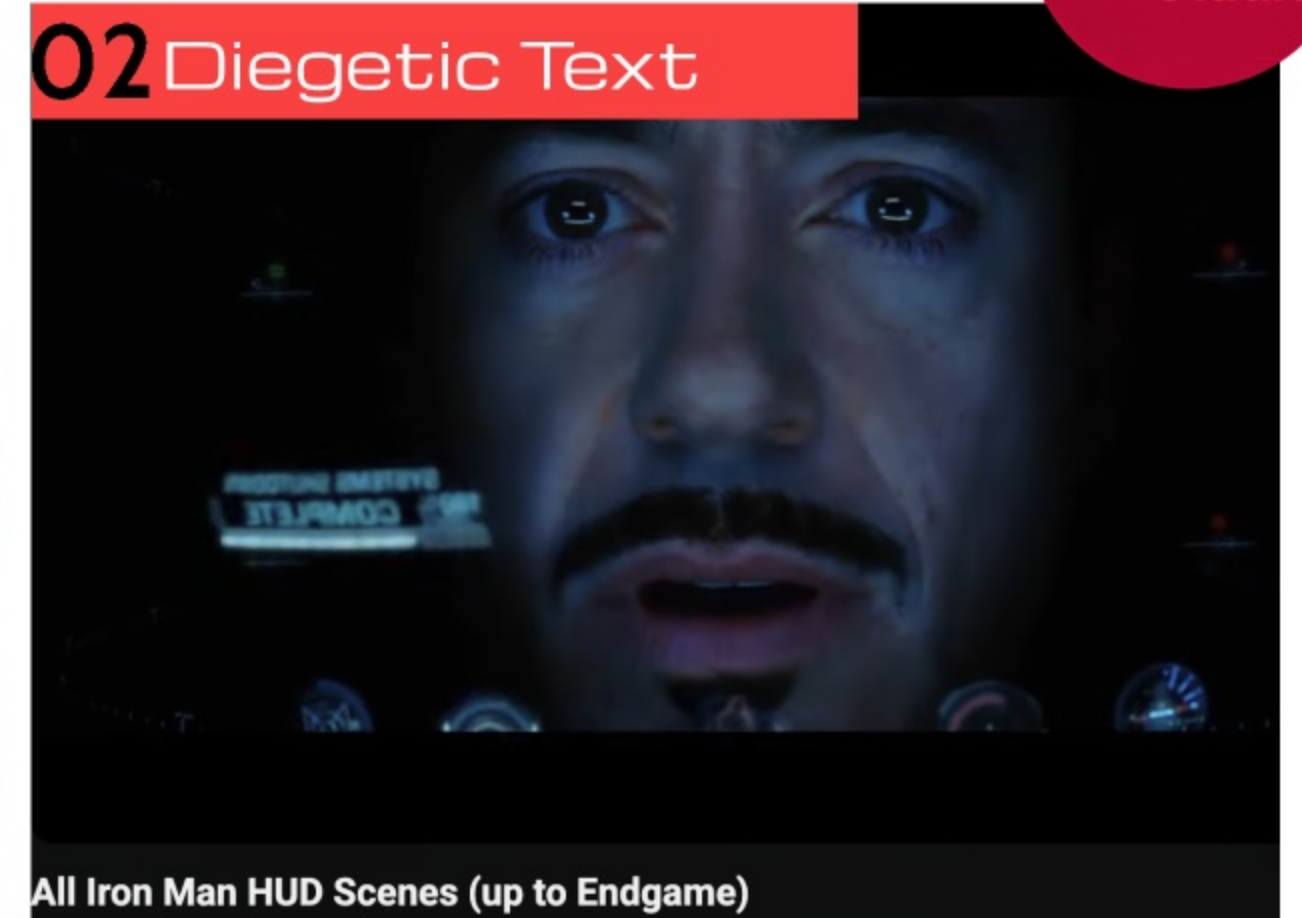 02 Diegetic Text
SYSTEMS SHUTDOWN
COMPLETE
All Iron Man HUD Scenes (up to Endgame)